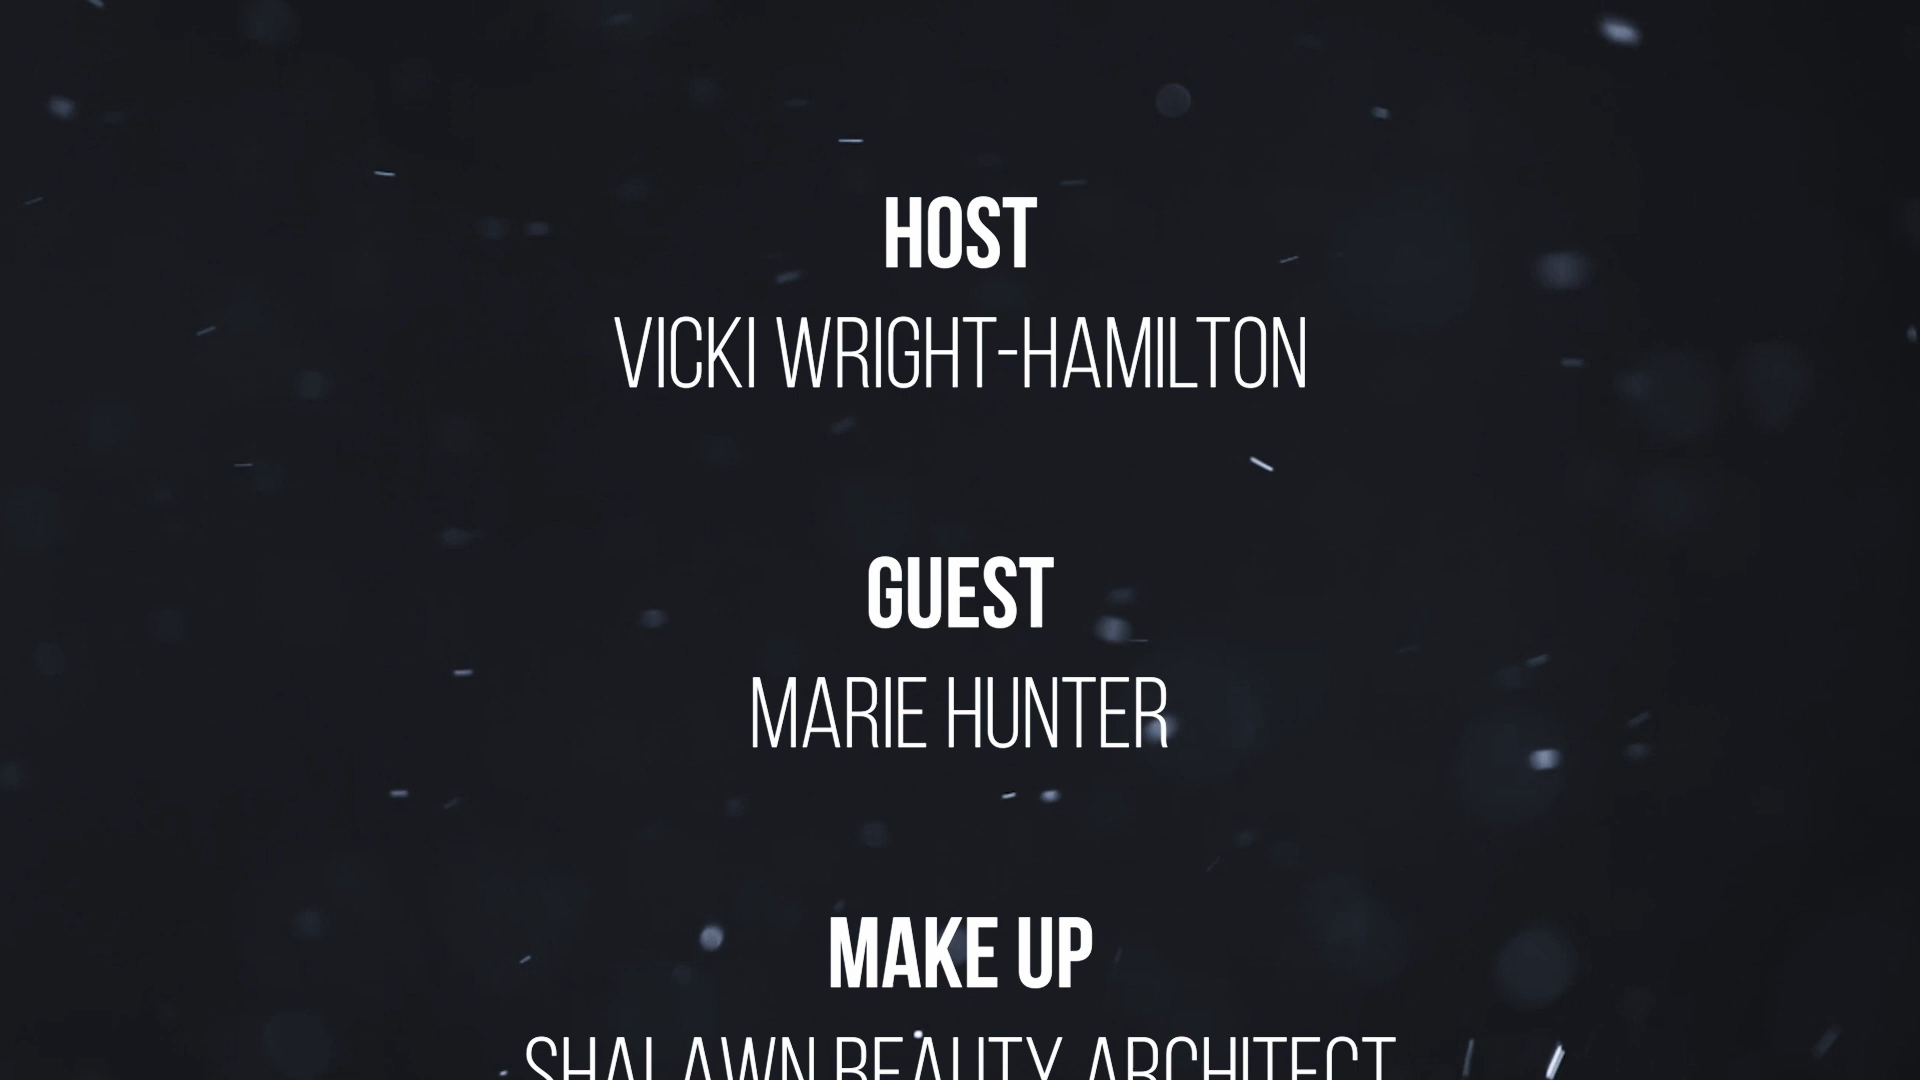 HOST
VICKI WRIGHT-HAMILTON
GUEST
MARIE HUNTER
MAKE UP
SHALAWN BEAUTY ARCHITECT